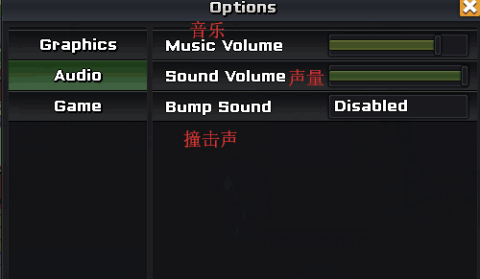 Options
音乐
Graphics
Music Volume
Audio
Sound Volume 声量
Game
Bump Sound
Disabled
撞击声